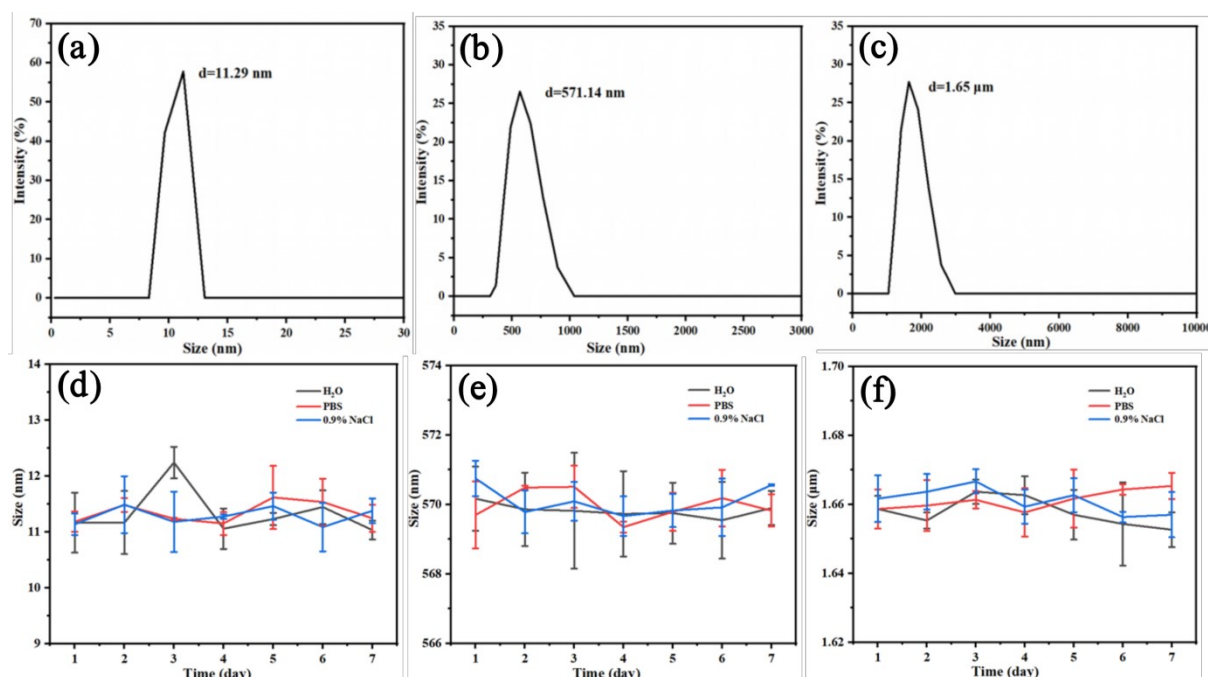 (a)
d=11.29 nm
Intensity (%)
70
60
50
40
30
20
10
0
0 5 10 15 20 25 30
Size (nm)
(b)
d=571.14 nm
Intensity (%)
35
30
25
20
15
10
5
0
0 500 1000 1500 2000 2500 3000
Size (nm)
(c)
d=1.65 µm
Intensity (%)
35
30
25
20
15
10
5
0
0 2000 4000 6000 8000 10000
Size (nm)
(d)
H₂O
PBS
0.9% NaCl
Size (nm)
14
13
12
11
10
9
1 2 3 4 5 6 7
Time (day)
(e)
H₂O
PBS
0.9% NaCl
Size (nm)
574
572
570
568
566
1 2 3 4 5 6 7
Time (day)
(f)
H₂O
PBS
0.9% NaCl
Size (µm)
1.70
1.68
1.66
1.64
1.62
1 2 3 4 5 6 7
Time (day)